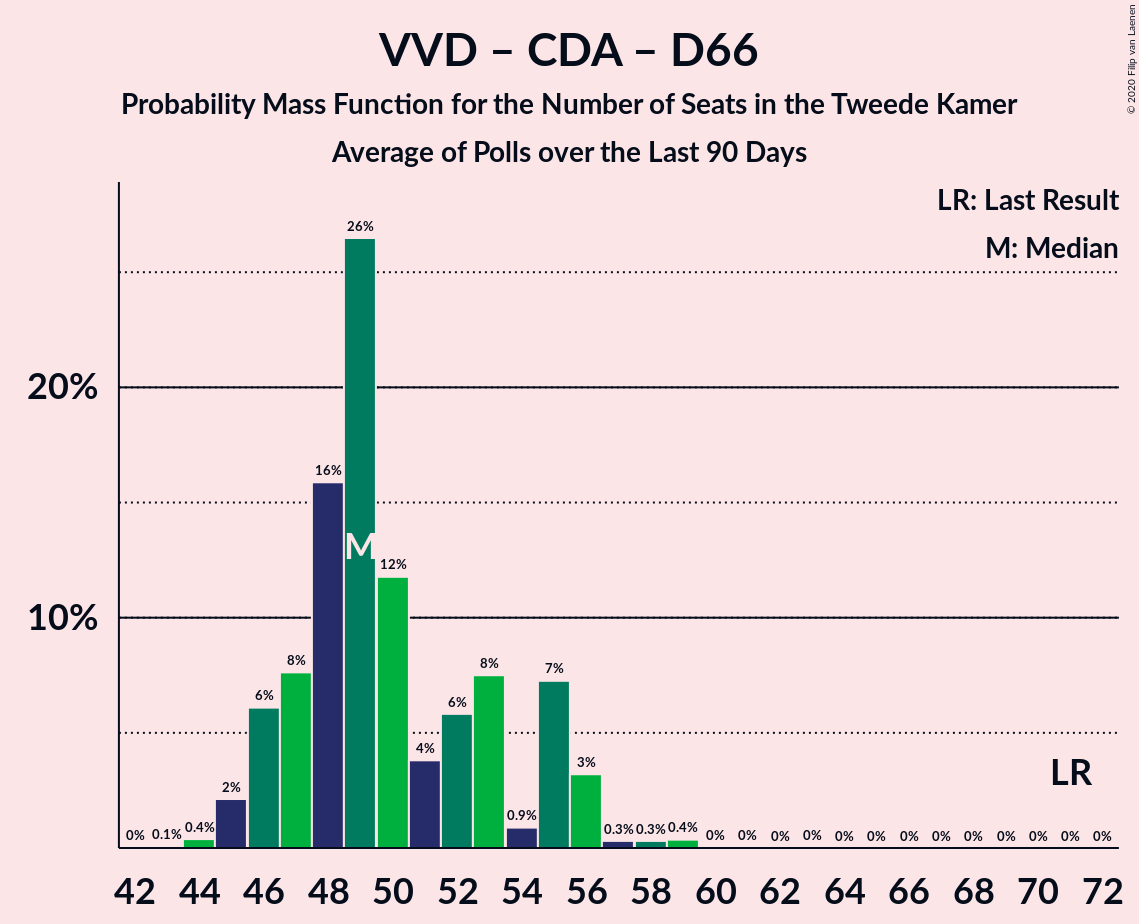 VVD – CDA – D66
Probability Mass Function for the Number of Seats in the Tweede Kamer
Average of Polls over the Last 90 Days
© 2020 Filip van Laenen
LR: Last Result
M: Median
20%
10%
0% 0.1% 0.4% 2% 6% 8% 16% 26% 12% 4% 6% 8% 0.9% 7% 3% 0.3% 0.3% 0.4% 0% 0% 0% 0% 0% 0% 0% 0% 0% 0% 0% 0% 0%
M
LR
42 44 46 48 50 52 54 56 58 60 62 64 66 68 70 72